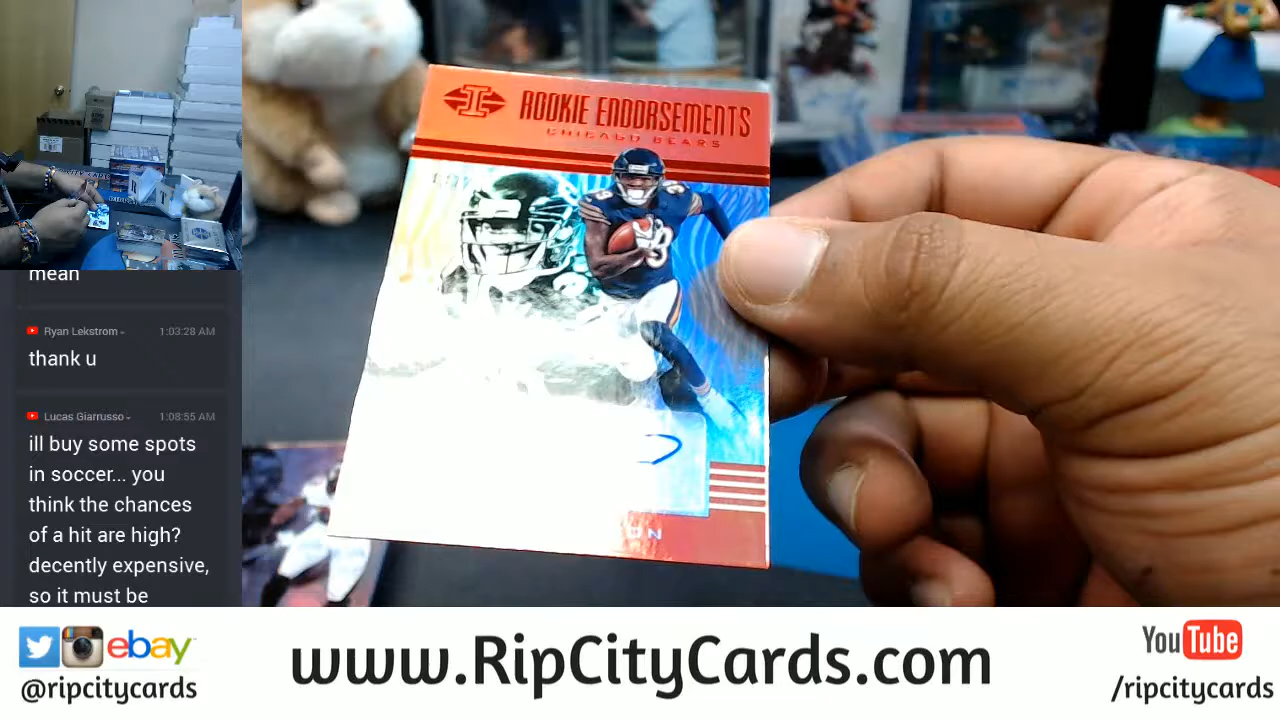 mean
Ryan Lekstrom
1:03:28 AM
thank u
Lucas Giarrusso
1:08:55 AM
ill buy some spots
in soccer... you
think the chances
of a hit are high?
decently expensive,
so it must be
ROOKIE ENDORSEMENTS
CHICAGO BEARS
39
ON
ebay
@ripcitycards
www.RipCityCards.com
YouTube
/ripcitycards